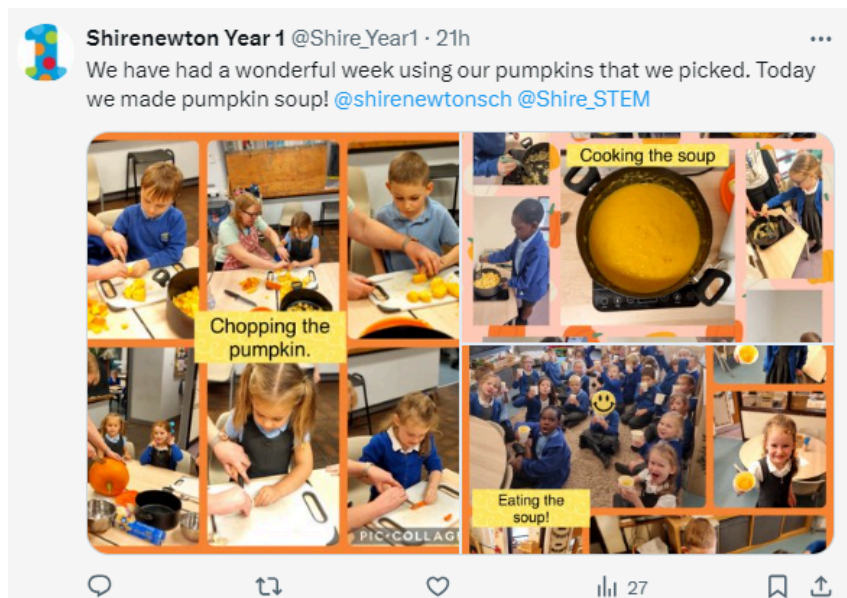 Shirenewton Year 1 @Shire_Year1 · 21h
We have had a wonderful week using our pumpkins that we picked. Today
we made pumpkin soup! @shirenewtonsch @Shire_STEM
Chopping the
pumpkin.
PIC•COLLAG
Cooking the soup
Eating the
soup!
27